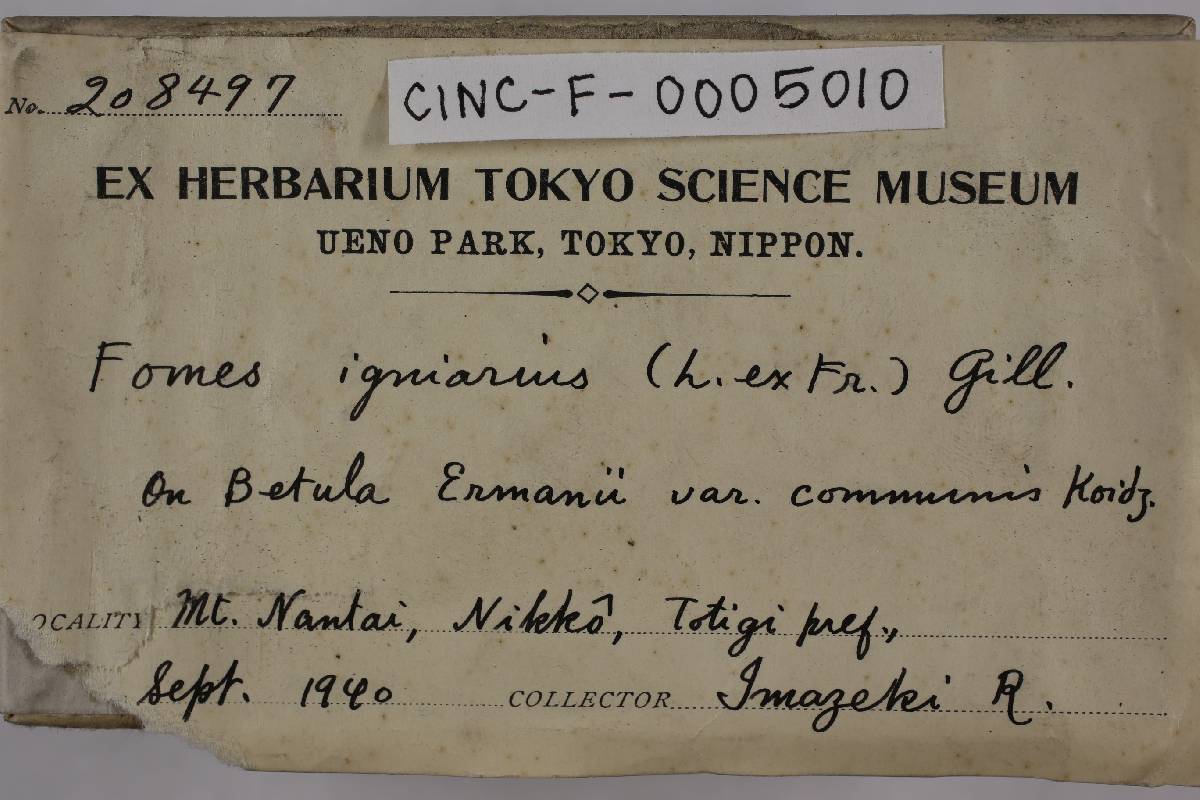 No. 208497
CINC-F-0005010
EX HERBARIUM TOKYO SCIENCE MUSEUM
UENO PARK, TOKYO, NIPPON.
Fomes igniarius (L. ex Fr.) Gill.
On Betula Ermanii var. communis Koidz.
OCALITY Mt. Nantai, Nikkô, Totigi pref.,
Sept. 1940 COLLECTOR Imazeki R.